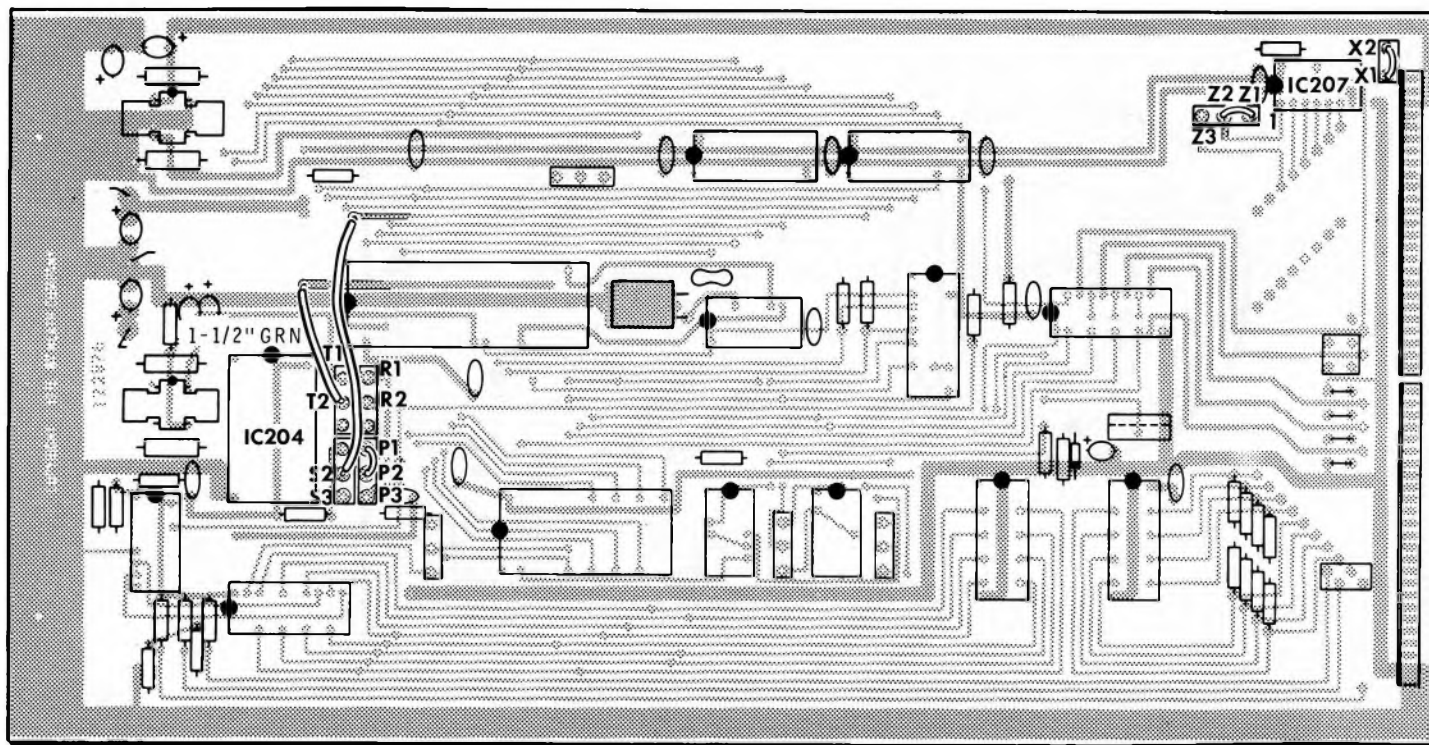 X2
X1
IC207
Z2 Z1
Z3
1
1-1/2" GRN
T1
R1
T2
R2
IC204
P1
S2
P2
S3
P3